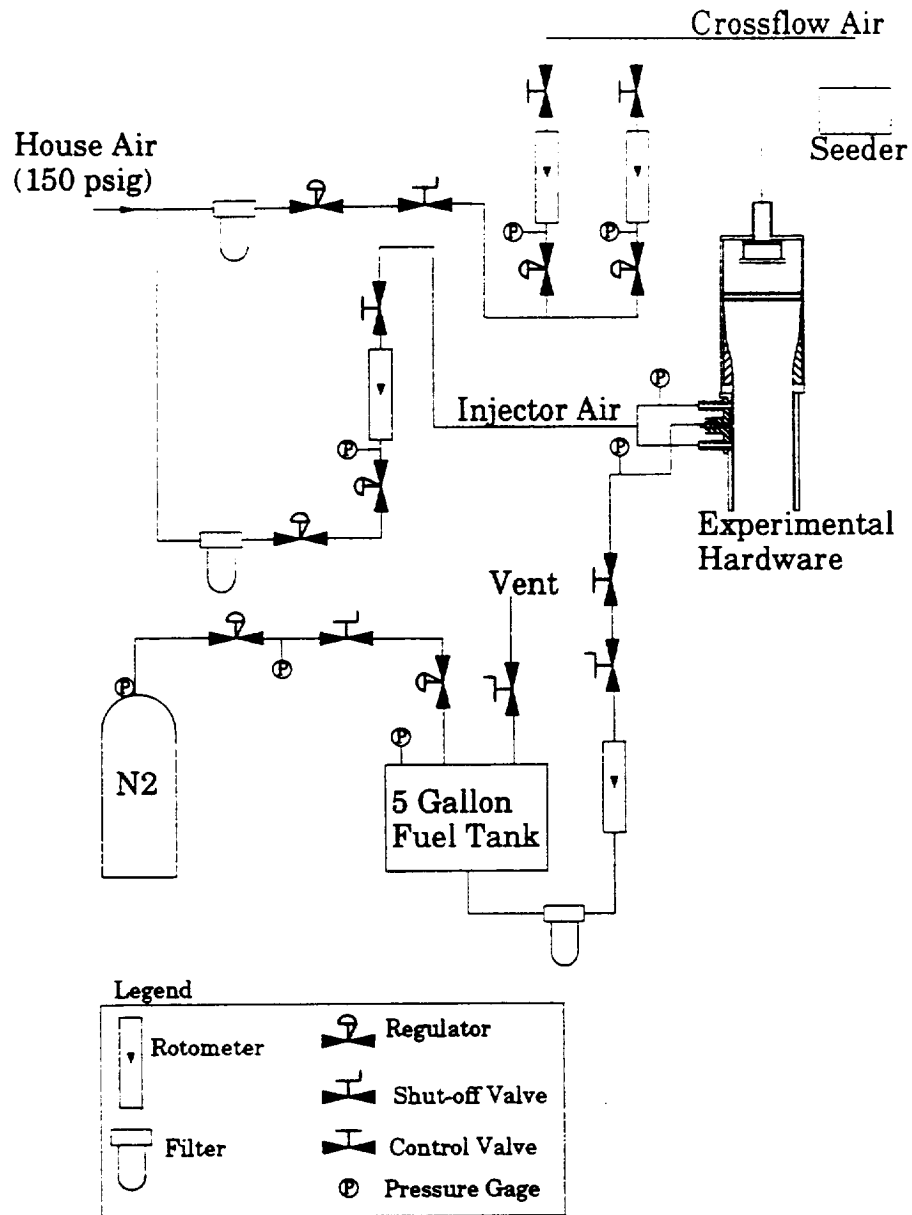 Crossflow Air
House Air
(150 psig)
Seeder
P
P
P
Injector Air
P
P
Experimental
Hardware
Vent
P
P
N2
P
5 Gallon
Fuel Tank
Legend
Rotometer
Regulator
Shut-off Valve
Filter
Control Valve
P
Pressure Gage